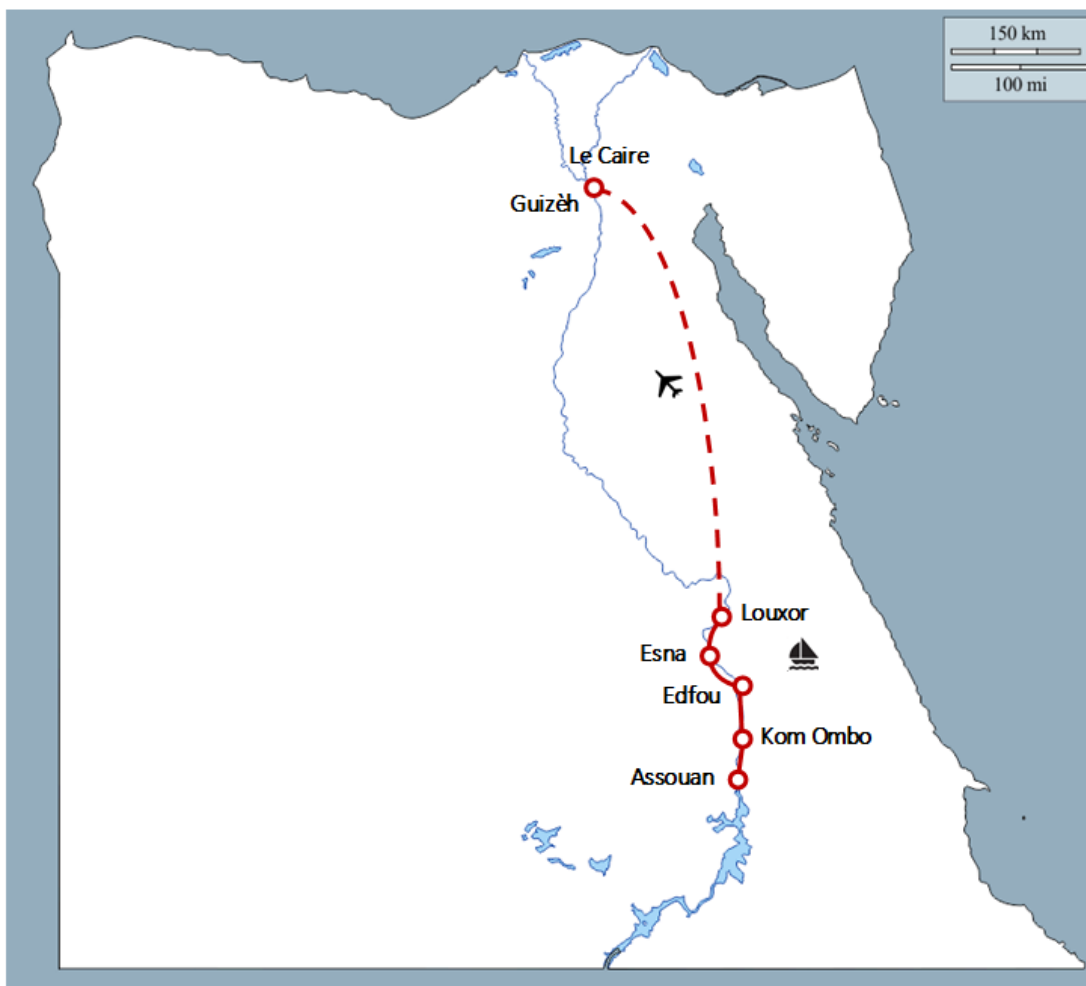 150 km
100 mi
Le Caire
Guizèh
Louxor
Esna
Edfou
Kom Ombo
Assouan